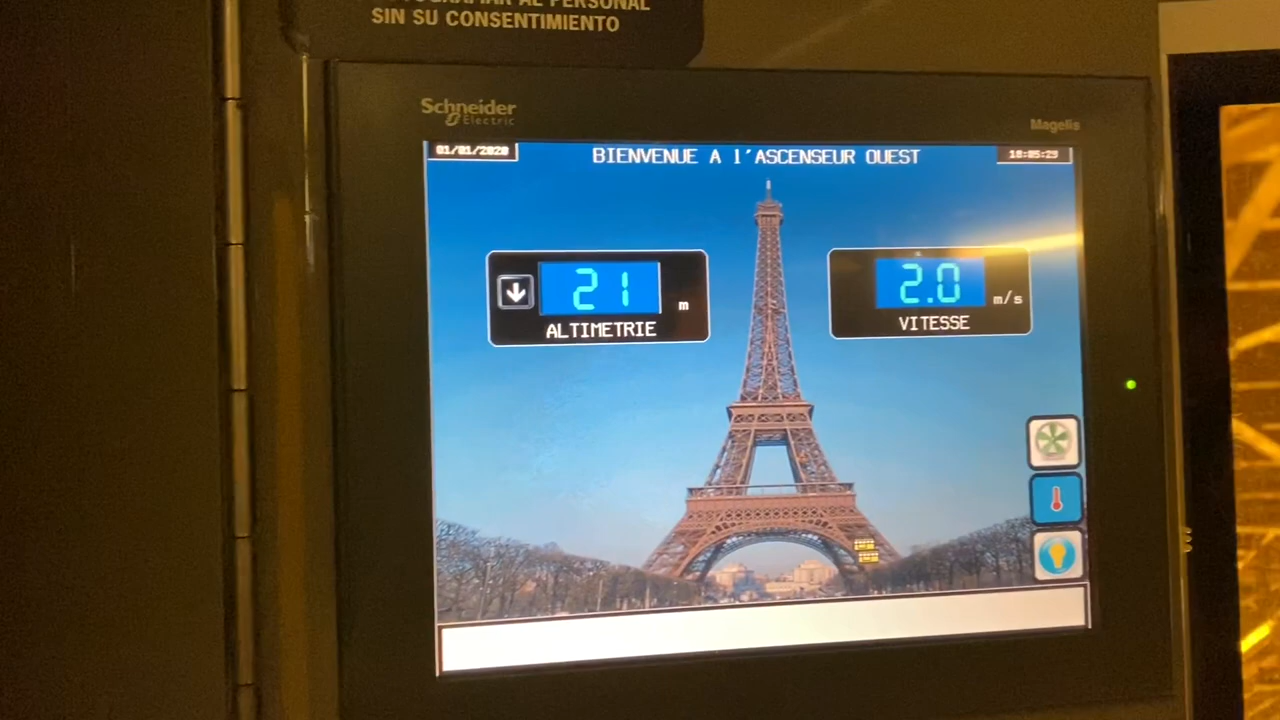 SIN SU CONSENTIMIENTO
Schneider
Electric
Magelis
01/01/2020
BIENVENUE A l'ASCENSEUR OUEST
21
m
ALTIMETRIE
2.0
m/s
VITESSE